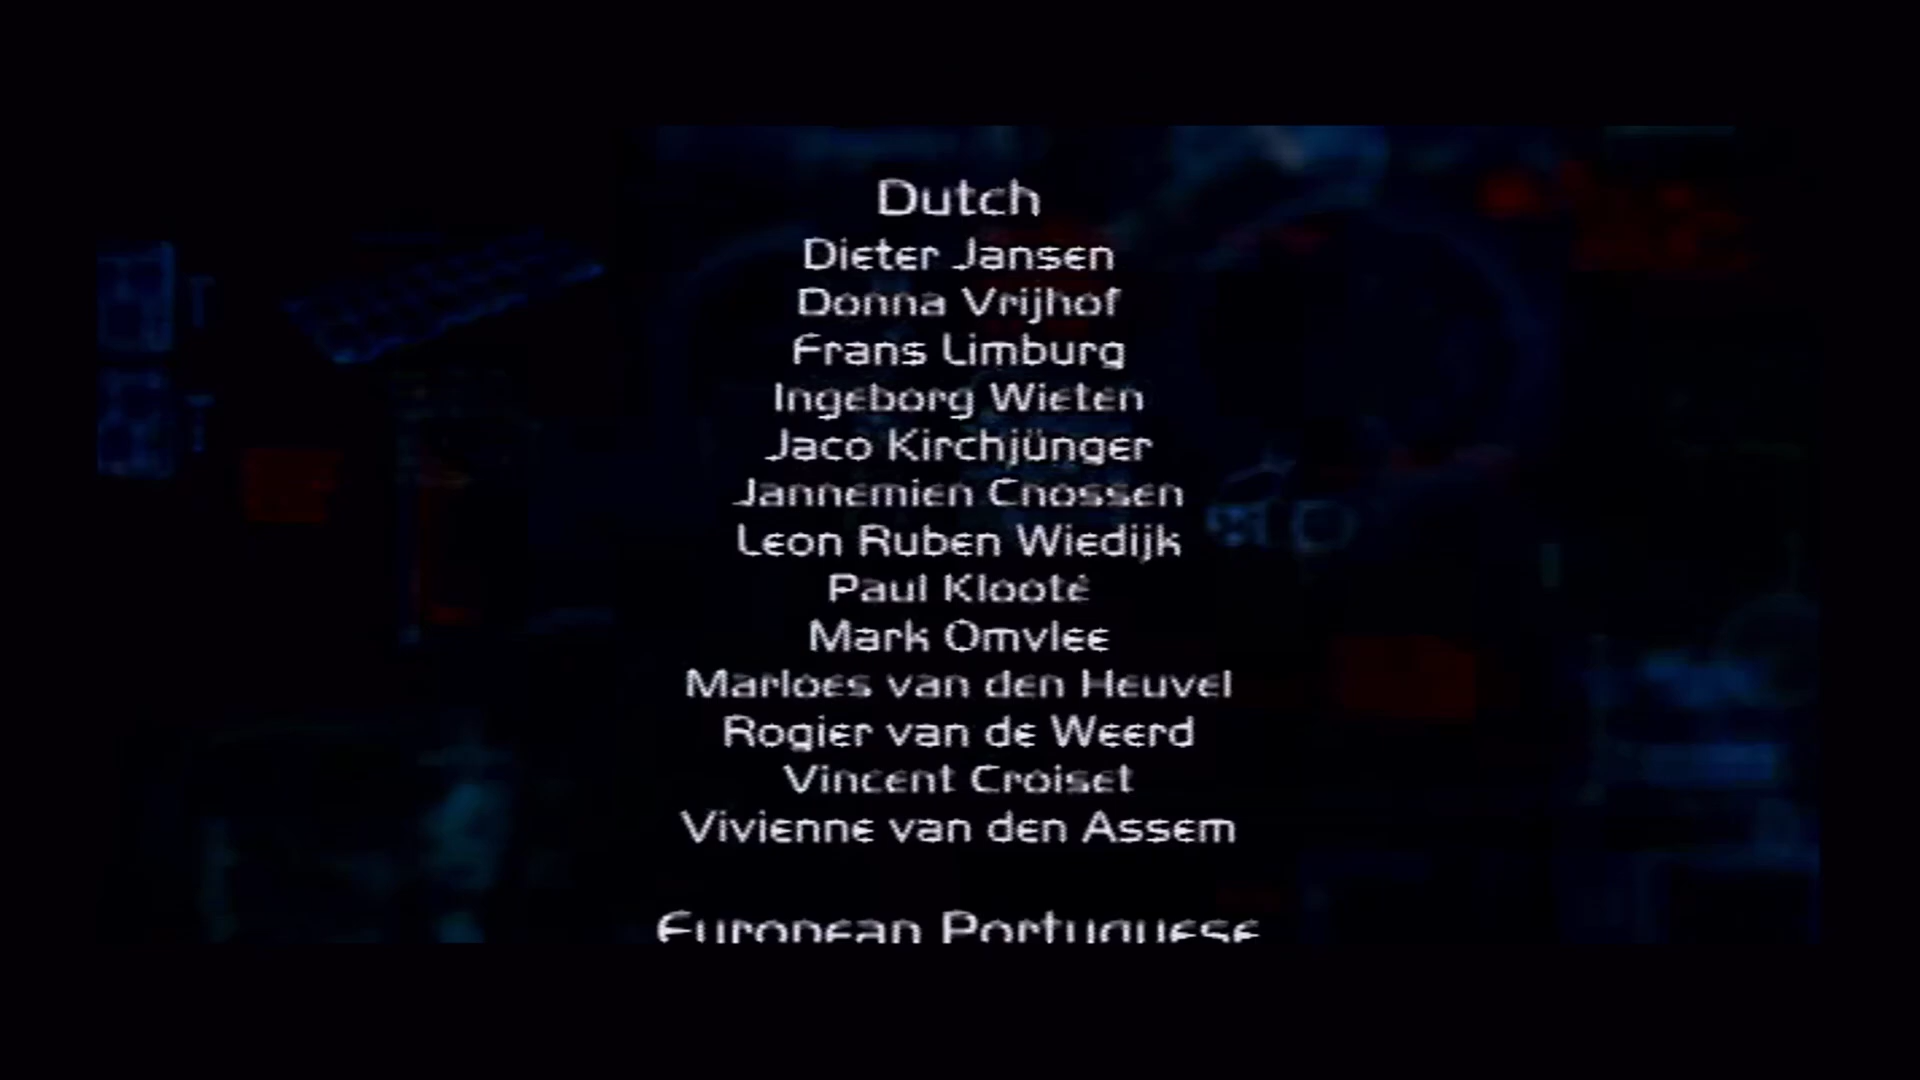 Dutch
Dieter Jansen
Donna Vrijhof
Frans Limburg
Ingeborg Wieten
Jaco Kirchjünger
Jannemien Cnossen
Leon Ruben Wiedijk
Paul Klooté
Mark Omvlee
Marloes van den Heuvel
Rogier van de Weerd
Vincent Croiset
Vivienne van den Assem
European Portuguese